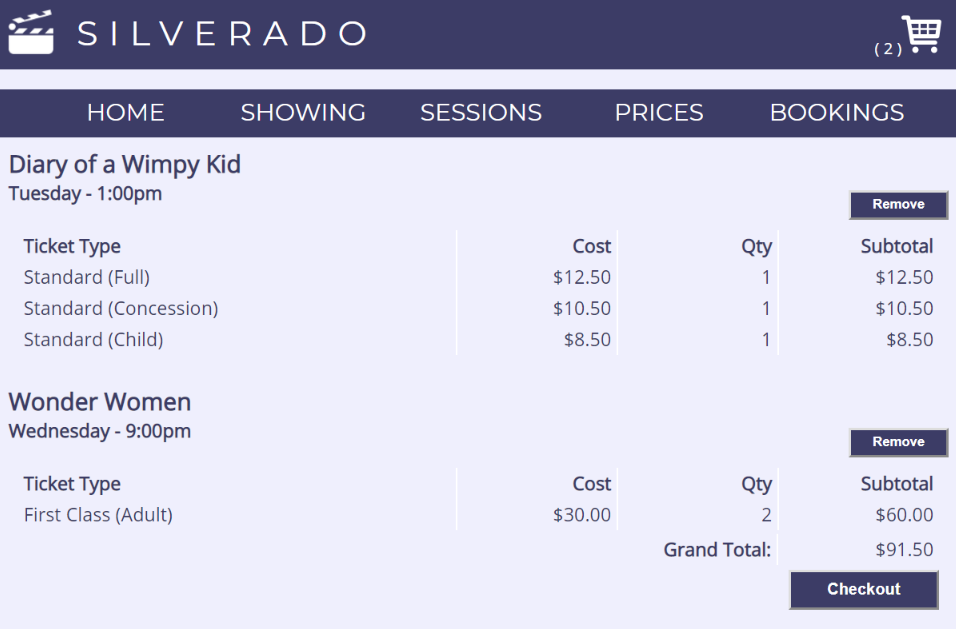 SILVERADO
( 2 )
HOME SHOWING SESSIONS PRICES BOOKINGS
Diary of a Wimpy Kid
Tuesday - 1:00pm
Remove
Ticket Type Cost Qty Subtotal
Standard (Full) $12.50 1 $12.50
Standard (Concession) $10.50 1 $10.50
Standard (Child) $8.50 1 $8.50
Wonder Women
Wednesday - 9:00pm
Remove
Ticket Type Cost Qty Subtotal
First Class (Adult) $30.00 2 $60.00
Grand Total: $91.50
Checkout